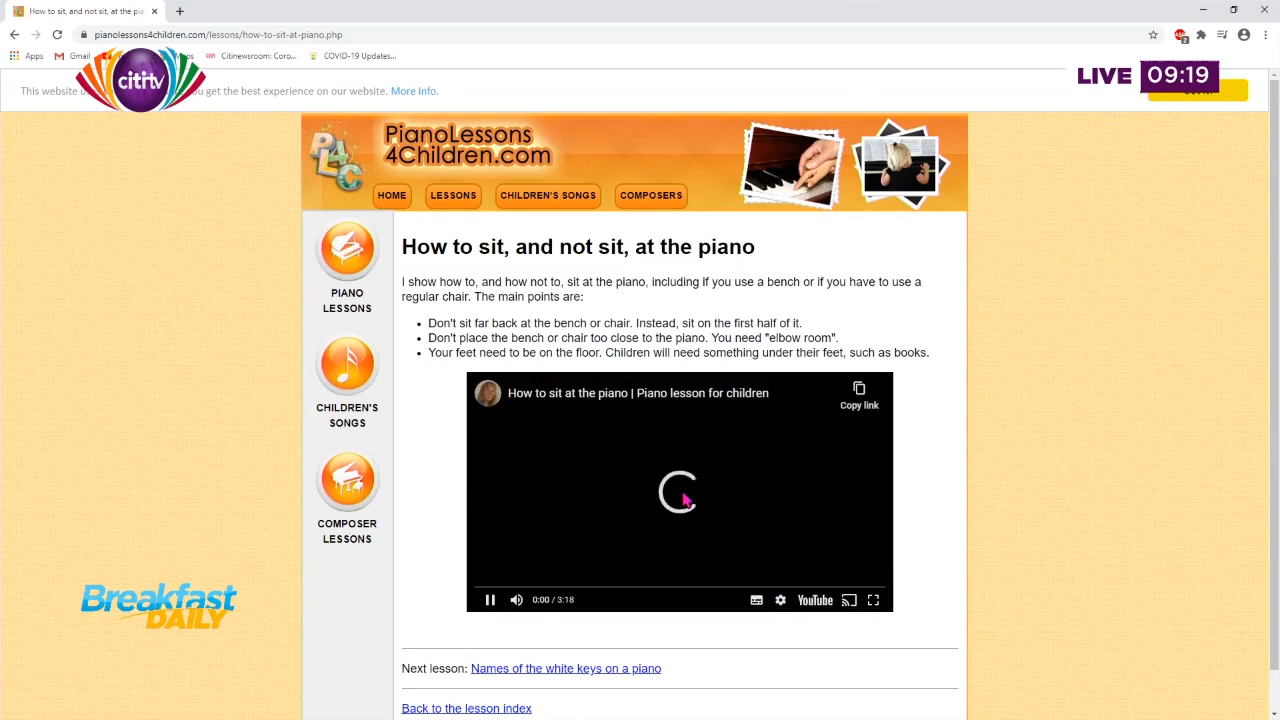 How to sit, and not sit, at the pi
pianolessons4children.com/lessons/how-to-sit-at-piano.php
2
Apps
Gmail
Maps
Citinewsroom: Coro...
COVID-19 Updates...
citi tv
LIVE 09:19
This website u
you get the best experience on our website. More info.
PianoLessons
4Children.com
PL4C
HOME
LESSONS
CHILDREN'S SONGS
COMPOSERS
PIANO
LESSONS
CHILDREN'S
SONGS
COMPOSER
LESSONS
How to sit, and not sit, at the piano
I show how to, and how not to, sit at the piano, including if you use a bench or if you have to use a
regular chair. The main points are:
Don't sit far back at the bench or chair. Instead, sit on the first half of it.
Don't place the bench or chair too close to the piano. You need "elbow room".
Your feet need to be on the floor. Children will need something under their feet, such as books.
How to sit at the piano | Piano lesson for children
Copy link
0:00 / 3:18
YouTube
Breakfast
DAILY
Next lesson: Names of the white keys on a piano
Back to the lesson index